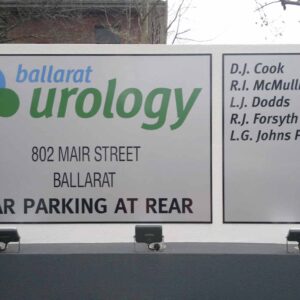 ballarat
urology
802 MAIR STREET
BALLARAT
AR PARKING AT REAR
D.J. Cook
R.I. McMulli
L.J. Dodds
R.J. Forsyth
L.G. Johns P